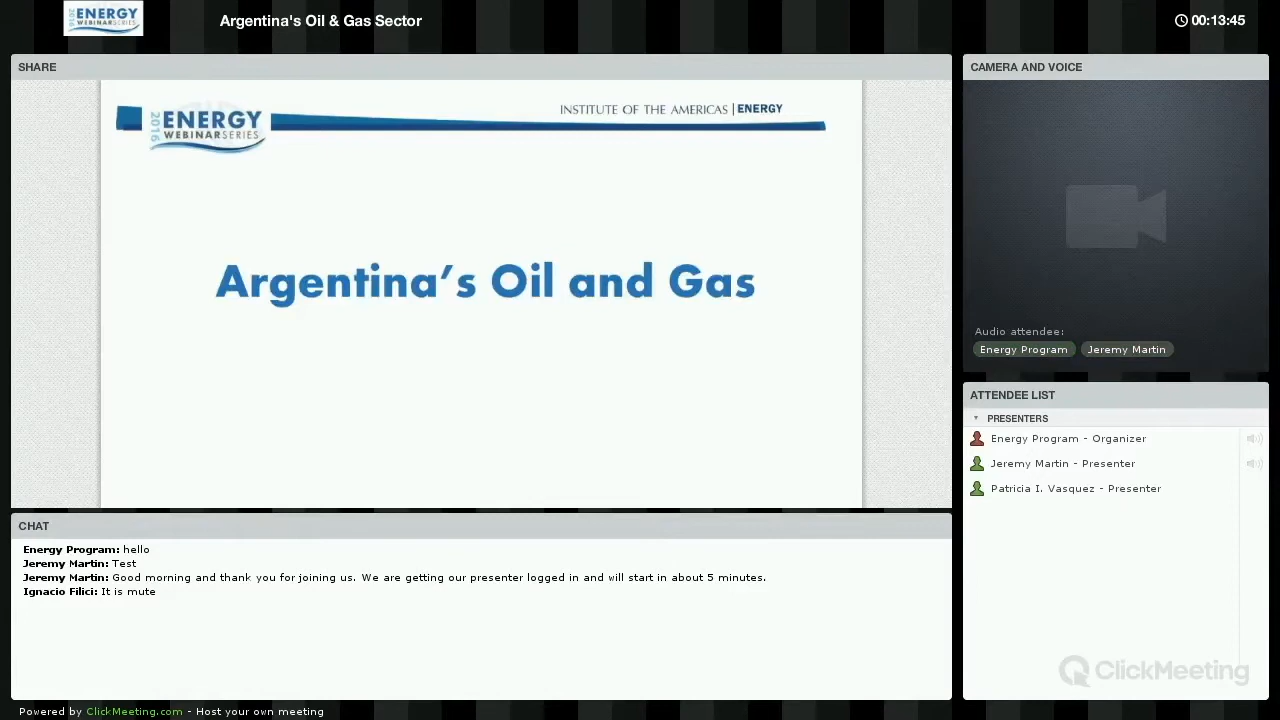 2016
ENERGY
WEBINARSERIES
Argentina's Oil & Gas Sector
00:13:45
SHARE
2016
ENERGY
WEBINARSERIES
INSTITUTE OF THE AMERICAS | ENERGY
Argentina's Oil and Gas
CAMERA AND VOICE
Audio attendee:
Energy Program Jeremy Martin
ATTENDEE LIST
PRESENTERS
Energy Program - Organizer
Jeremy Martin - Presenter
Patricia I. Vasquez - Presenter
CHAT
Energy Program: hello
Jeremy Martin: Test
Jeremy Martin: Good morning and thank you for joining us. We are getting our presenter logged in and will start in about 5 minutes.
Ignacio Filici: It is mute
ClickMeeting
Powered by ClickMeeting.com - Host your own meeting